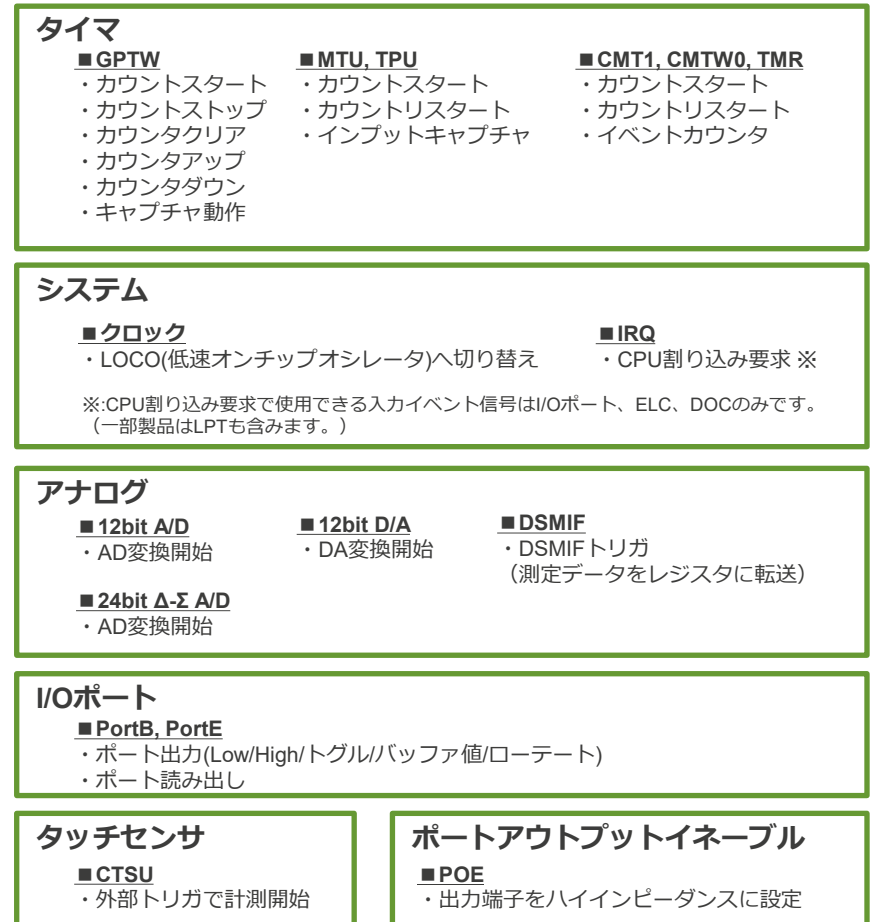 タイマ
■GPTW
・カウントスタート
・カウントストップ
・カウンタクリア
・カウンタアップ
・カウンタダウン
・キャプチャ動作
■MTU, TPU
・カウントスタート
・カウントリスタート
・インプットキャプチャ
■CMT1, CMTW0, TMR
・カウントスタート
・カウントリスタート
・イベントカウンタ
システム
■クロック
・LOCO(低速オンチップオシレータ)へ切り替え
■IRQ
・CPU割り込み要求 ※
※:CPU割り込み要求で使用できる入力イベント信号はI/Oポート、ELC、DOCのみです。
（一部製品はLPTも含みます。）
アナログ
■12bit A/D
・AD変換開始
■12bit D/A
・DA変換開始
■DSMIF
・DSMIFトリガ
（測定データをレジスタに転送）
■24bit Δ-Σ A/D
・AD変換開始
I/Oポート
■PortB, PortE
・ポート出力(Low/High/トグル/バッファ値/ローテート)
・ポート読み出し
タッチセンサ
■CTSU
・外部トリガで計測開始
ポートアウトプットイネーブル
■POE
・出力端子をハイインピーダンスに設定